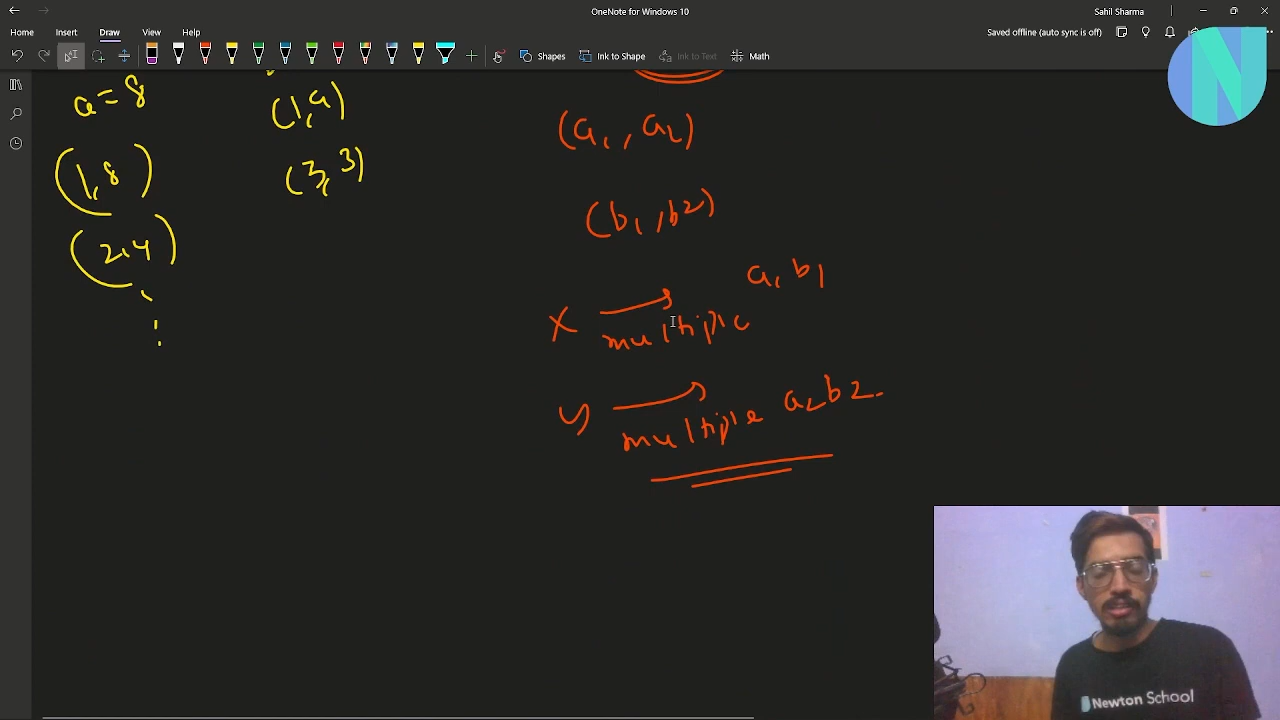 OneNote for Windows 10
Sahil Sharma
Home Insert Draw View Help
Saved offline (auto sync is off)
Shapes Ink to Shape Ink to Text Math
a = 8
(1,8)
(2,4)
(1,9)
(3,3)
(a1, a2)
(b1, b2)
x → multiple a1 b1
y → multiple a2 b2.
N
Newton School